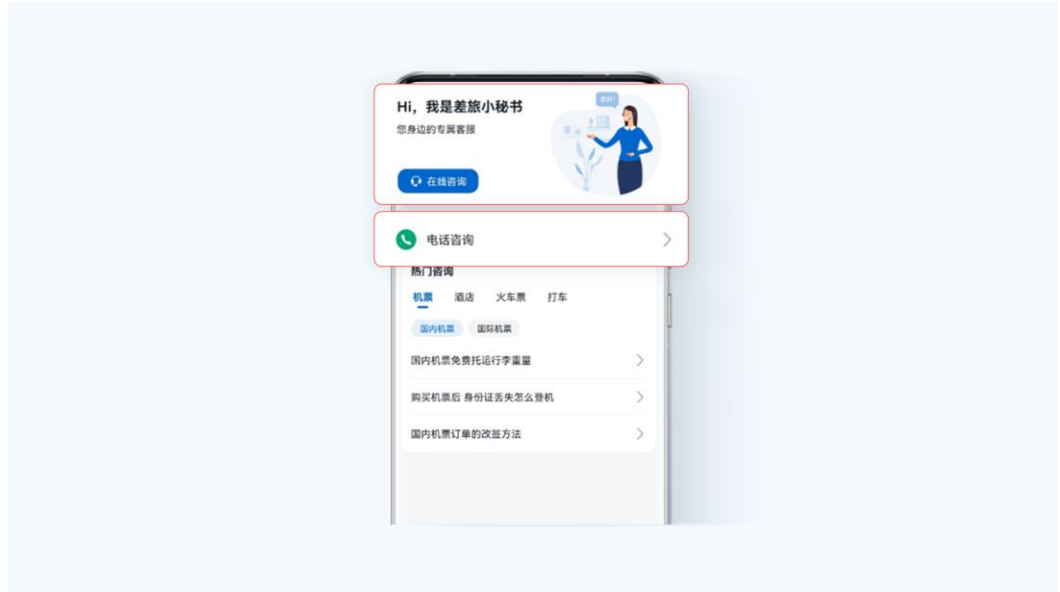 Hi，我是差旅小秘书
您身边的专属客服
您好!
在线咨询
电话咨询
热门咨询
机票 酒店 火车票 打车
国内机票 国际机票
国内机票免费托运行李重量
购买机票后 身份证丢失怎么登机
国内机票订单的改签方法